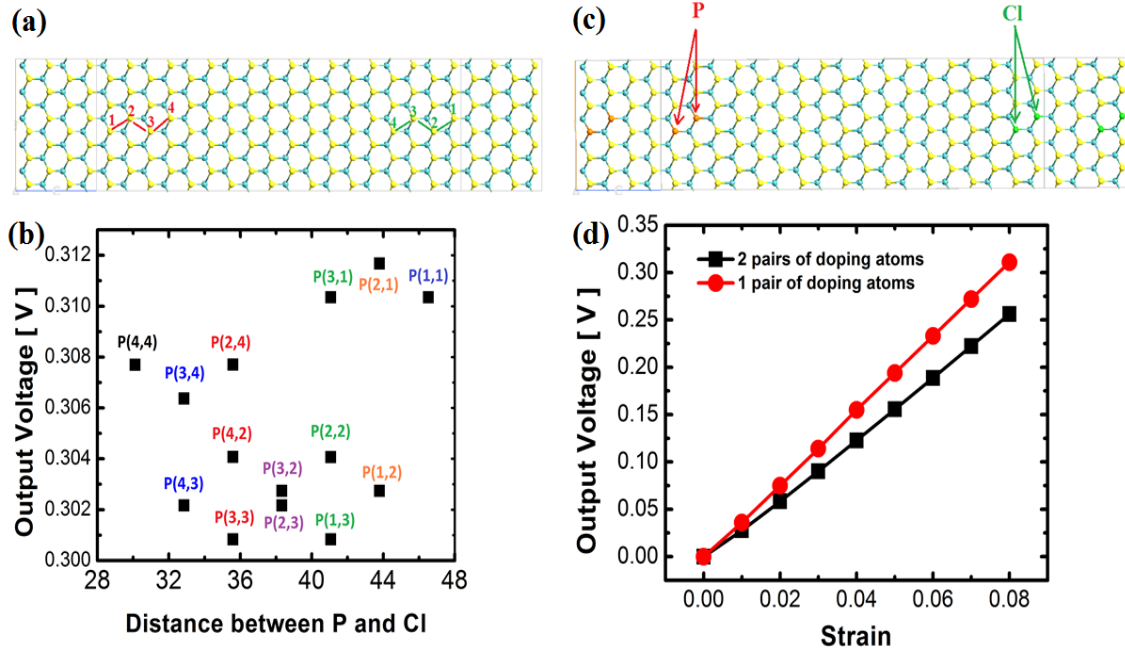 (a)
1 2 3 4
4 3 2 1
(c)
P
Cl
(b)
Output Voltage [ V ]
0.312
0.310
0.308
0.306
0.304
0.302
0.300
P(3,1)
P(2,1)
P(1,1)
P(4,4)
P(2,4)
P(3,4)
P(4,2)
P(2,2)
P(3,2)
P(4,3)
P(1,2)
P(3,3)
P(2,3)
P(1,3)
28 32 36 40 44 48
Distance between P and Cl
(d)
Output Voltage [ V ]
0.35
0.30
0.25
0.20
0.15
0.10
0.05
0.00
2 pairs of doping atoms
1 pair of doping atoms
0.00 0.02 0.04 0.06 0.08
Strain